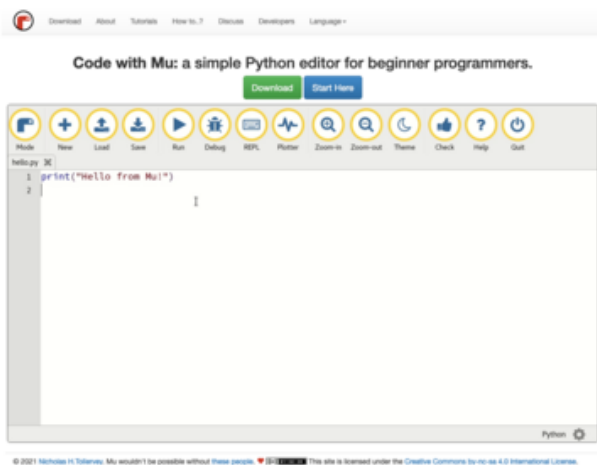 Download About Tutorials How to..? Discuss Developers Language
Code with Mu: a simple Python editor for beginner programmers.
Download Start Here
Mode New Load Save Run Debug REPL Plotter Zoom-in Zoom-out Theme Check Help Quit
hello.py
1 print("Hello from Mu!")
2
Python
© 2021 Nicholas H.Tollervey. Mu wouldn't be possible without these people. This site is licensed under the Creative Commons by-nc-sa 4.0 International License.